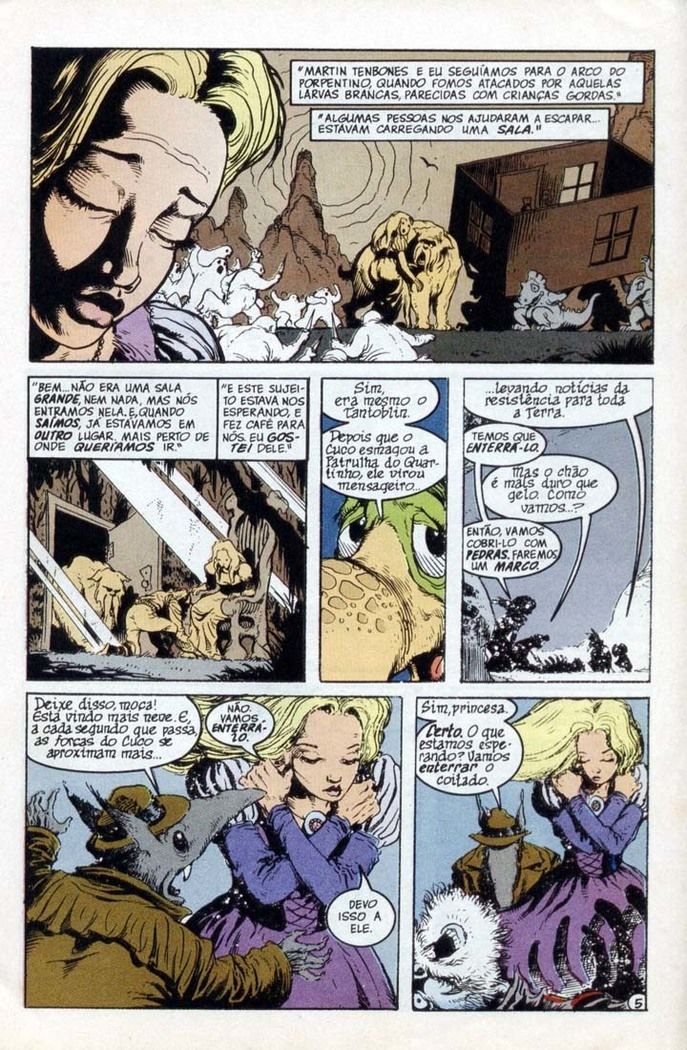 "MARTIN TENBONES E EU SEGUÍAMOS PARA O ARCO DO
PORPENTINO, QUANDO FOMOS ATACADOS POR AQUELAS
LARVAS BRANCAS, PARECIDAS COM CRIANÇAS GORDAS."
"ALGUMAS PESSOAS NOS AJUDARAM A ESCAPAR...
ESTAVAM CARREGANDO UMA SALA."
"BEM... NÃO ERA UMA SALA
GRANDE, NEM NADA, MAS NÓS
ENTRAMOS NELA. E, QUANDO
SAÍMOS, JÁ ESTÁVAMOS EM
OUTRO LUGAR. MAIS PERTO DE
ONDE QUERÍAMOS IR."
"E ESTE SUJEI-
TO ESTAVA NOS
ESPERANDO, E
FEZ CAFÉ PARA
NÓS. EU GOS-
TEI DELE."
Sim,
era mesmo o
Tantoblin.
Depois que o
Cuco esmagou a
Patrulha do Quar-
tinho, ele virou
mensageiro...
...levando notícias da
resistência para toda
a Terra.
TEMOS QUE
ENTERRÁ-LO.
Mas o chão
é mais duro que
gelo. Como
vamos...?
ENTÃO, VAMOS
COBRI-LO COM
PEDRAS. FAREMOS
UM MARCO.
Deixe disso, moça!
Está vindo mais neve. E,
a cada segundo que passa,
as forças do Cuco se
aproximam mais...
NÃO.
VAMOS
ENTERRÁ-
LO.
DEVO
ISSO A
ELE.
Sim, princesa.
Certo. O que
estamos espe-
rando? Vamos
enterrar o
coitado.
5